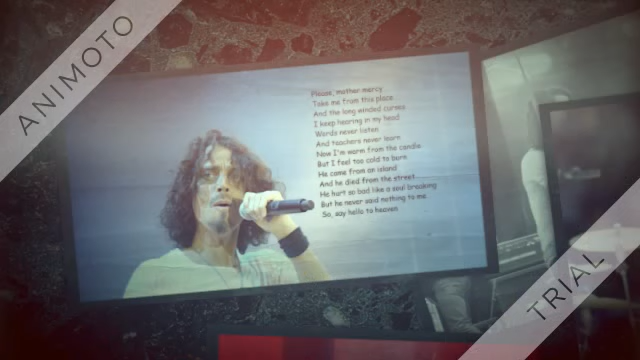 ANIMOTO
Please, mother mercy
Take me from this place
And the long winded curses
I keep hearing in my head
Words never listen
And teachers never learn
Now I'm warm from the candle
But I feel too cold to burn
He came from an island
And he died from the street
He hurt so bad like a soul breaking
But he never said nothing to me
So, say hello to heaven
TRIAL